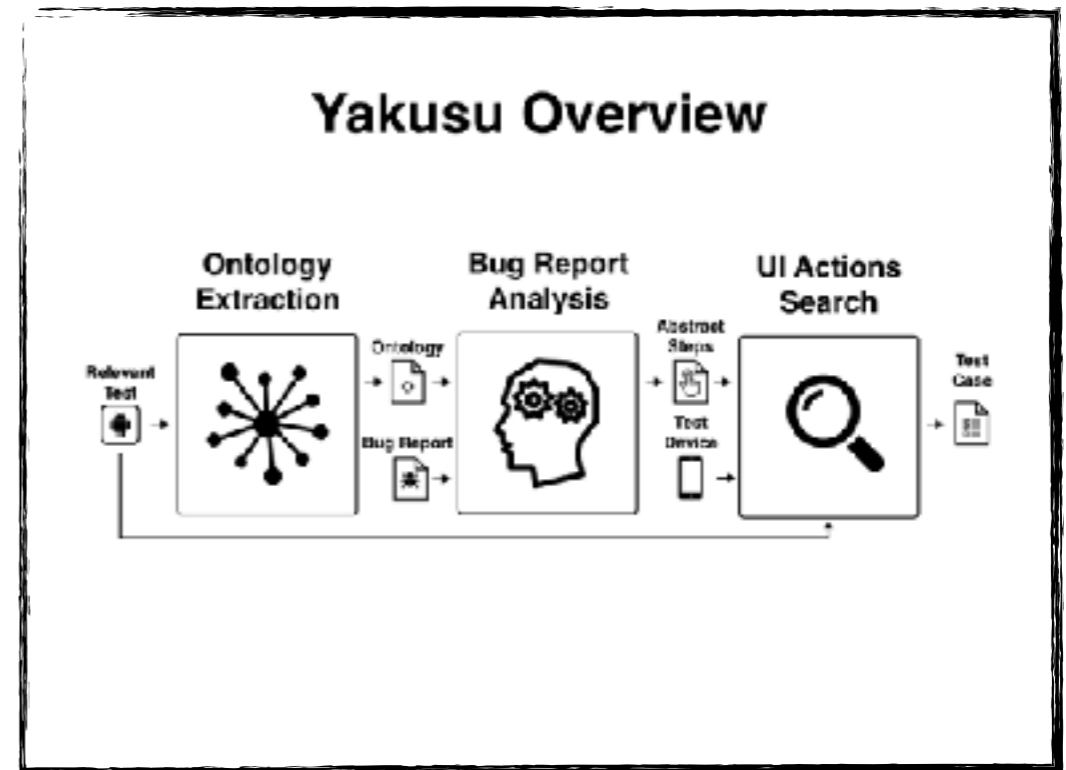 Yakusu Overview
Ontology
Extraction
Bug Report
Analysis
UI Actions
Search
Relevant
Test
Ontology
Bug Report
Abstract
Steps
Test
Device
Test
Case